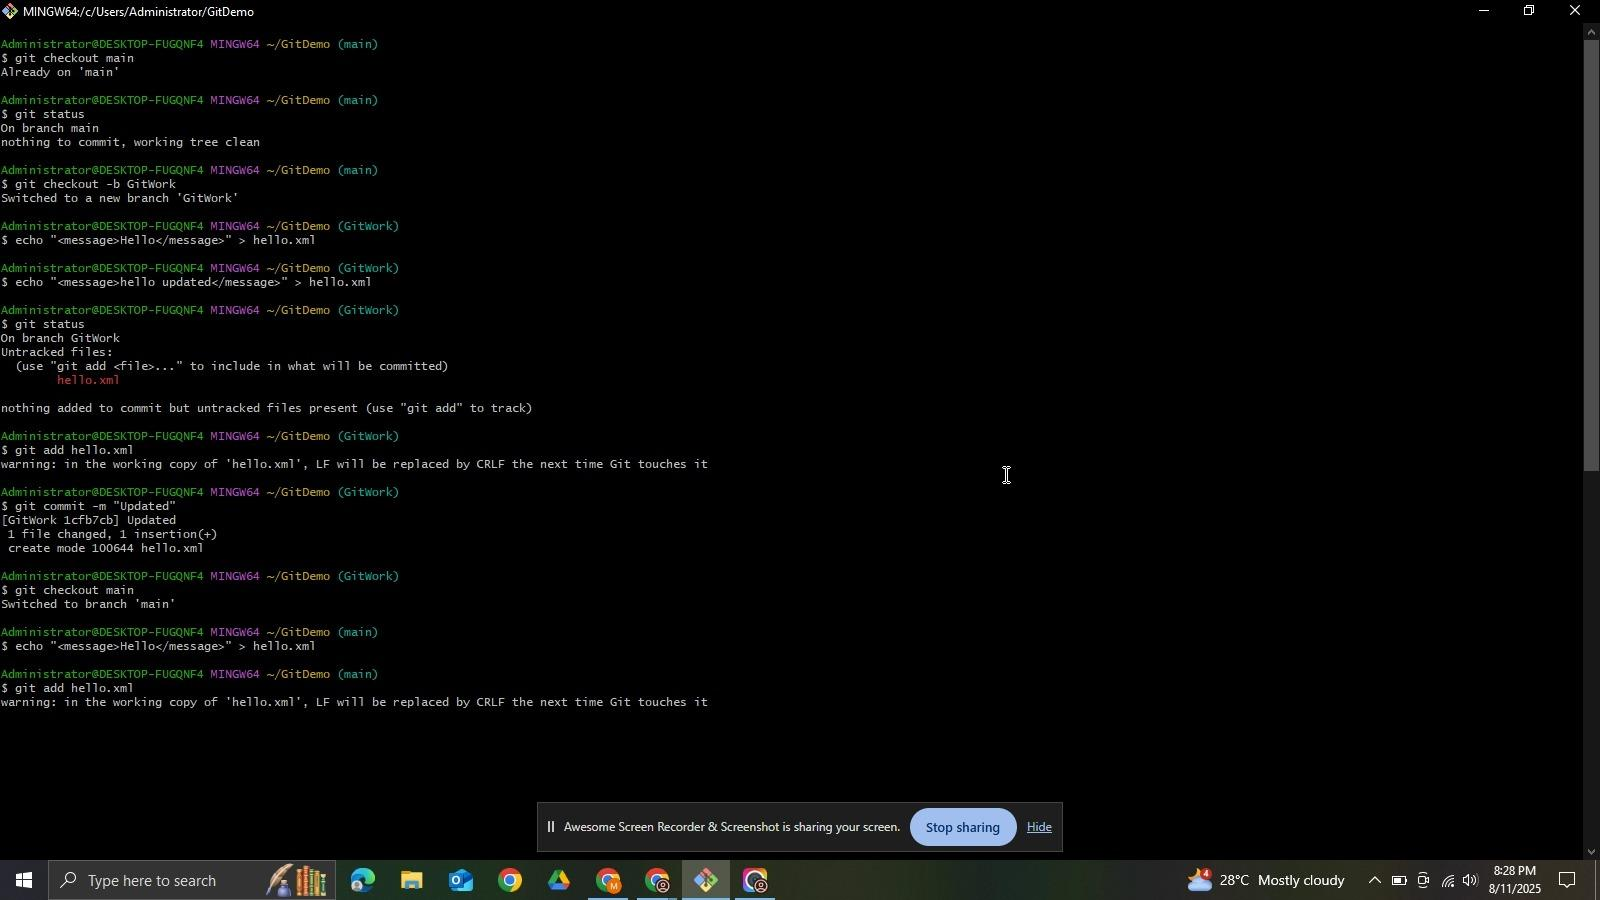 MINGW64:/c/Users/Administrator/GitDemo
Administrator@DESKTOP-FUGQNF4 MINGW64 ~/GitDemo (main)
$ git checkout main
Already on 'main'
Administrator@DESKTOP-FUGQNF4 MINGW64 ~/GitDemo (main)
$ git status
On branch main
nothing to commit, working tree clean
Administrator@DESKTOP-FUGQNF4 MINGW64 ~/GitDemo (main)
$ git checkout -b GitWork
Switched to a new branch 'GitWork'
Administrator@DESKTOP-FUGQNF4 MINGW64 ~/GitDemo (GitWork)
$ echo "<message>Hello</message>" > hello.xml
Administrator@DESKTOP-FUGQNF4 MINGW64 ~/GitDemo (GitWork)
$ echo "<message>hello updated</message>" > hello.xml
Administrator@DESKTOP-FUGQNF4 MINGW64 ~/GitDemo (GitWork)
$ git status
On branch GitWork
Untracked files:
(use "git add <file>..." to include in what will be committed)
hello.xml
nothing added to commit but untracked files present (use "git add" to track)
Administrator@DESKTOP-FUGQNF4 MINGW64 ~/GitDemo (GitWork)
$ git add hello.xml
warning: in the working copy of 'hello.xml', LF will be replaced by CRLF the next time Git touches it
Administrator@DESKTOP-FUGQNF4 MINGW64 ~/GitDemo (GitWork)
$ git commit -m "Updated"
[GitWork 1cfb7cb] Updated
1 file changed, 1 insertion(+)
create mode 100644 hello.xml
Administrator@DESKTOP-FUGQNF4 MINGW64 ~/GitDemo (GitWork)
$ git checkout main
Switched to branch 'main'
Administrator@DESKTOP-FUGQNF4 MINGW64 ~/GitDemo (main)
$ echo "<message>Hello</message>" > hello.xml
Administrator@DESKTOP-FUGQNF4 MINGW64 ~/GitDemo (main)
$ git add hello.xml
warning: in the working copy of 'hello.xml', LF will be replaced by CRLF the next time Git touches it
Awesome Screen Recorder & Screenshot is sharing your screen. Stop sharing Hide
Type here to search
M
4
28°C Mostly cloudy
8:28 PM
8/11/2025